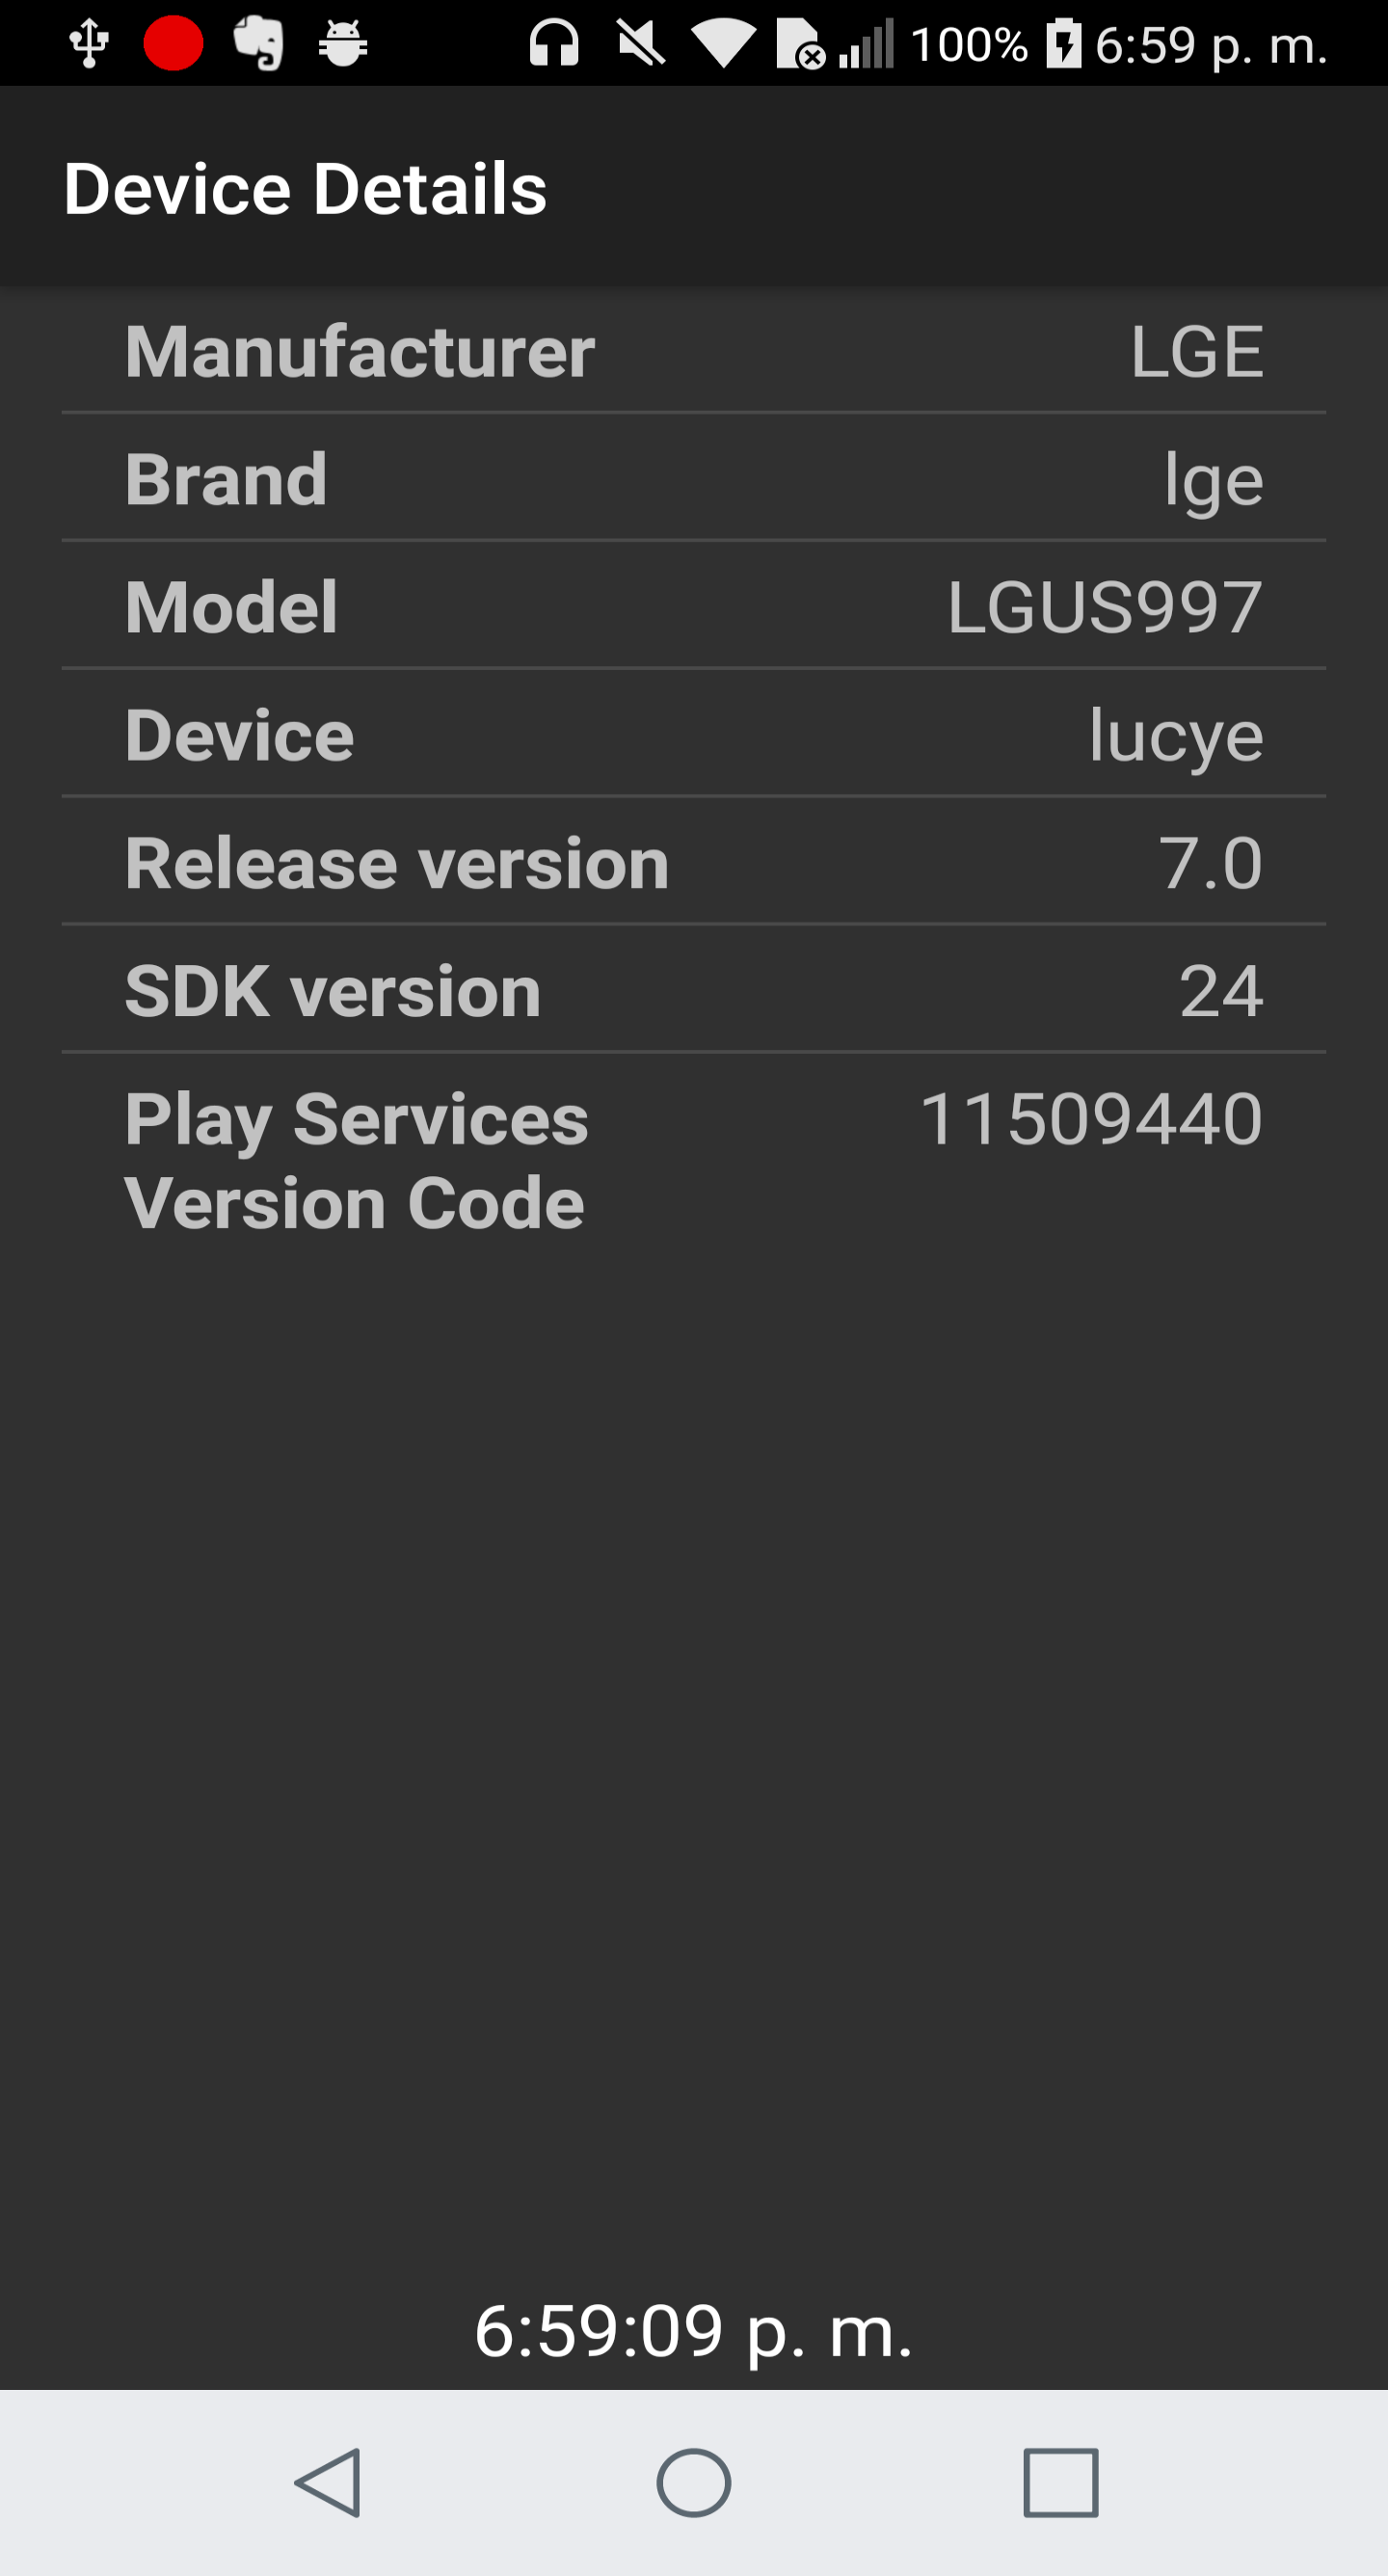 100% 6:59 p. m.
Device Details
Manufacturer LGE
Brand lge
Model LGUS997
Device lucye
Release version 7.0
SDK version 24
Play Services 11509440
Version Code
6:59:09 p. m.